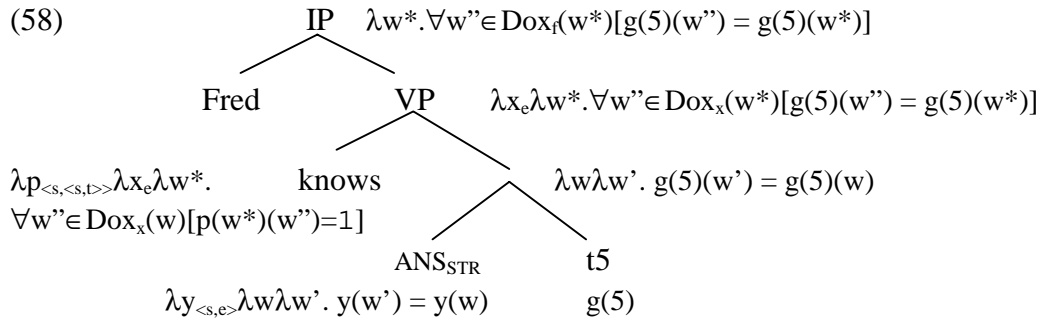 (58) IP λw*.∀w”∈Dox_f(w*)[g(5)(w”) = g(5)(w*)]
Fred VP λx_eλw*.∀w”∈Dox_x(w*)[g(5)(w”) = g(5)(w*)]
λp_<s,<s,t>>λx_eλw*. knows λwλw’. g(5)(w’) = g(5)(w)
∀w”∈Dox_x(w)[p(w*)(w”)=1]
ANS_STR t5
λy_<s,e>λwλw’. y(w’) = y(w) g(5)